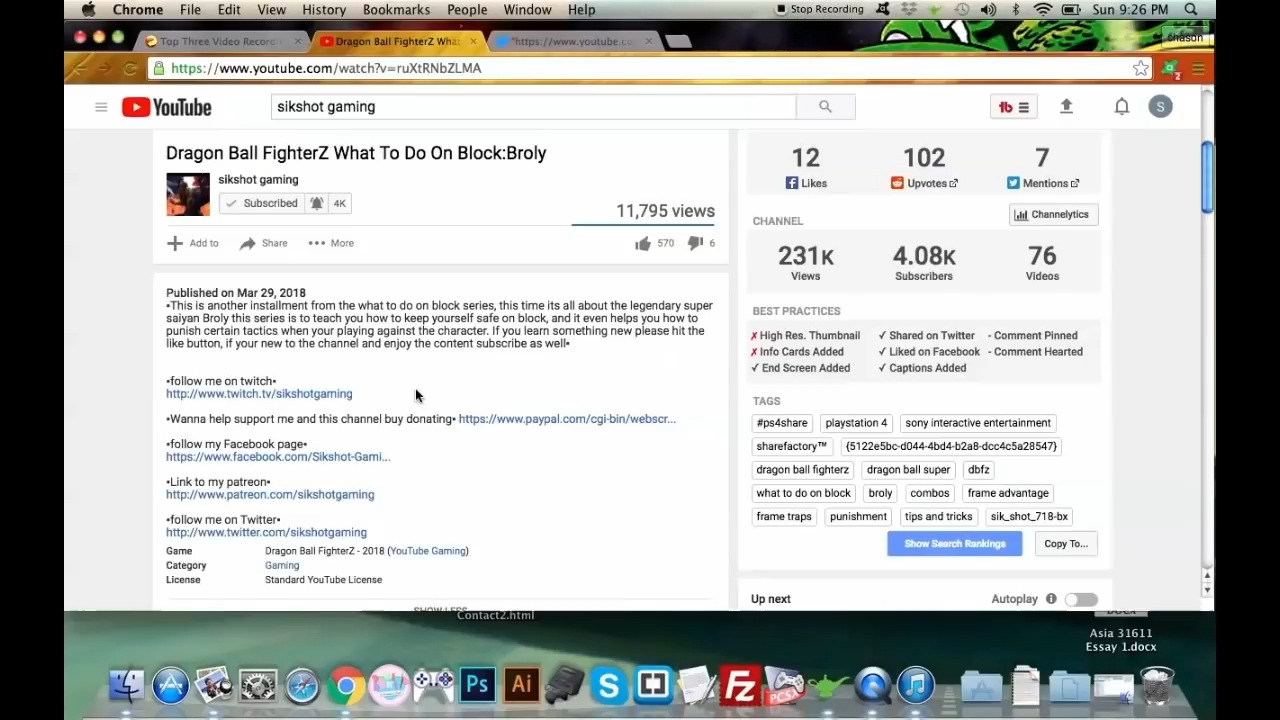 Chrome File Edit View History Bookmarks People Window Help Stop Recording Sun 9:26 PM
Top Three Video Record Dragon Ball FighterZ What "https://www.youtube.co
https://www.youtube.com/watch?v=ruXtRNbZLMA
YouTube sikshot gaming S
Dragon Ball FighterZ What To Do On Block:Broly
sikshot gaming
Subscribed 4K
11,795 views
Add to Share More 570 6
Published on Mar 29, 2018
•This is another installment from the what to do on block series, this time its all about the legendary super
saiyan Broly this series is to teach you how to keep yourself safe on block, and it even helps you how to
punish certain tactics when your playing against the character. If you learn something new please hit the
like button, if your new to the channel and enjoy the content subscribe as well•
•follow me on twitch•
http://www.twitch.tv/sikshotgaming
•Wanna help support me and this channel buy donating• https://www.paypal.com/cgi-bin/webscr...
•follow my Facebook page•
https://www.facebook.com/Sikshot-Gami...
•Link to my patreon•
http://www.patreon.com/sikshotgaming
•follow me on Twitter•
http://www.twitter.com/sikshotgaming
Game Dragon Ball FighterZ - 2018 (YouTube Gaming)
Category Gaming
License Standard YouTube License
SHOW LESS
12 102 7
Likes Upvotes Mentions
CHANNEL Channelytics
231K 4.08K 76
Views Subscribers Videos
BEST PRACTICES
✗ High Res. Thumbnail ✓ Shared on Twitter - Comment Pinned
✗ Info Cards Added ✓ Liked on Facebook - Comment Hearted
✓ End Screen Added ✓ Captions Added
TAGS
#ps4share playstation 4 sony interactive entertainment
sharefactory™ {5122e5bc-d044-4bd4-b2a8-dcc4c5a28547}
dragon ball fighterz dragon ball super dbfz
what to do on block broly combos frame advantage
frame traps punishment tips and tricks sik_shot_718-bx
Show Search Rankings Copy To...
Up next Autoplay
Contact2.html
DOCX
Asia 31611
Essay 1.docx
Ps Ai S Fz PCSX